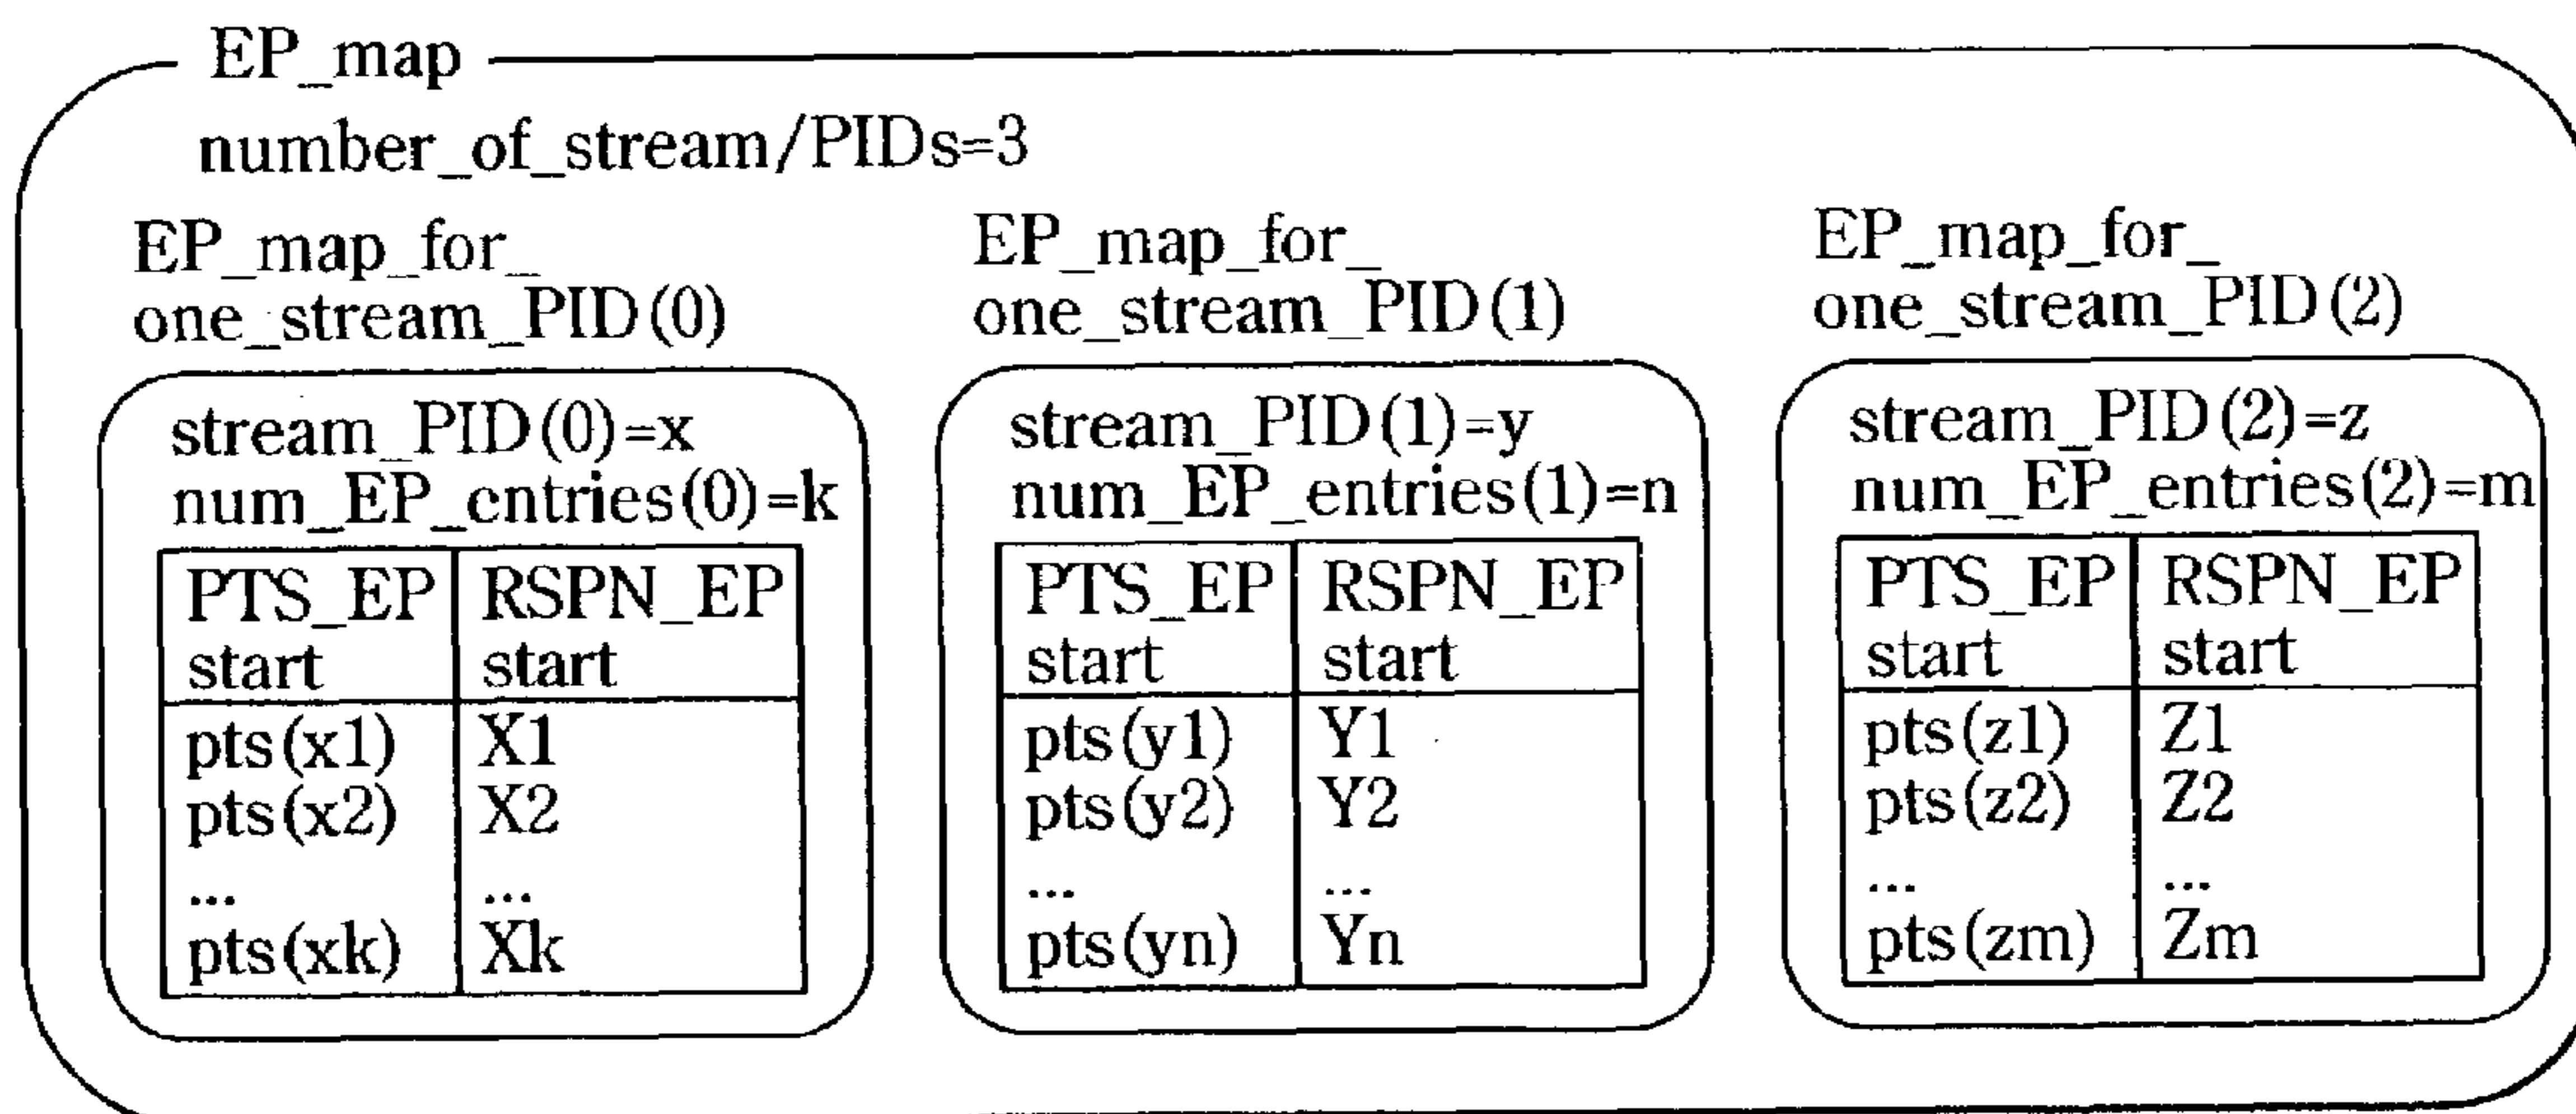 EP_map
number_of_stream/PIDs=3
EP_map_for_
one_stream_PID(0)
stream_PID(0)=x
num_EP_entries(0)=k
PTS_EP RSPN_EP
start start
pts(x1) X1
pts(x2) X2
... ...
pts(xk) Xk
EP_map_for_
one_stream_PID(1)
stream_PID(1)=y
num_EP_entries(1)=n
PTS_EP RSPN_EP
start start
pts(y1) Y1
pts(y2) Y2
... ...
pts(yn) Yn
EP_map_for_
one_stream_PID(2)
stream_PID(2)=z
num_EP_entries(2)=m
PTS_EP RSPN_EP
start start
pts(z1) Z1
pts(z2) Z2
... ...
pts(zm) Zm